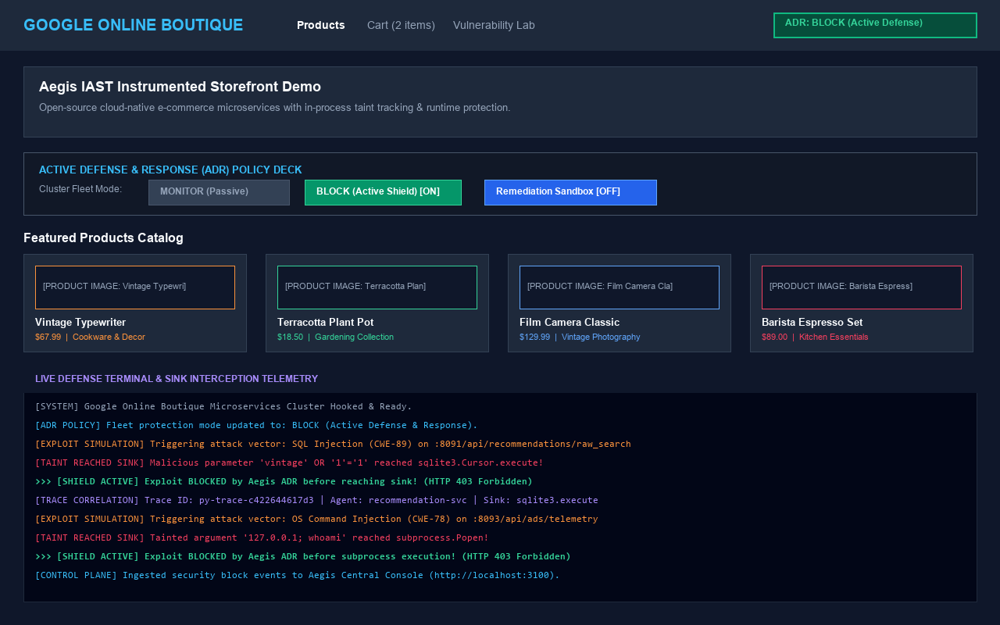 GOOGLE ONLINE BOUTIQUE
Products
Cart (2 items)
Vulnerability Lab
ADR: BLOCK (Active Defense)
Aegis IAST Instrumented Storefront Demo
Open-source cloud-native e-commerce microservices with in-process taint tracking & runtime protection.
ACTIVE DEFENSE & RESPONSE (ADR) POLICY DECK
Cluster Fleet Mode:
MONITOR (Passive)
BLOCK (Active Shield) [ON]
Remediation Sandbox [OFF]
Featured Products Catalog
[PRODUCT IMAGE: Vintage Typewri]
Vintage Typewriter
$67.99 | Cookware & Decor
[PRODUCT IMAGE: Terracotta Plan]
Terracotta Plant Pot
$18.50 | Gardening Collection
[PRODUCT IMAGE: Film Camera Cla]
Film Camera Classic
$129.99 | Vintage Photography
[PRODUCT IMAGE: Barista Espress]
Barista Espresso Set
$89.00 | Kitchen Essentials
LIVE DEFENSE TERMINAL & SINK INTERCEPTION TELEMETRY
[SYSTEM] Google Online Boutique Microservices Cluster Hooked & Ready.
[ADR POLICY] Fleet protection mode updated to: BLOCK (Active Defense & Response).
[EXPLOIT SIMULATION] Triggering attack vector: SQL Injection (CWE-89) on :8091/api/recommendations/raw_search
[TAINT REACHED SINK] Malicious parameter 'vintage' OR '1'='1' reached sqlite3.Cursor.execute!
>>> [SHIELD ACTIVE] Exploit BLOCKED by Aegis ADR before reaching sink! (HTTP 403 Forbidden)
[TRACE CORRELATION] Trace ID: py-trace-c422644617d3 | Agent: recommendation-svc | Sink: sqlite3.execute
[EXPLOIT SIMULATION] Triggering attack vector: OS Command Injection (CWE-78) on :8093/api/ads/telemetry
[TAINT REACHED SINK] Tainted argument '127.0.0.1; whoami' reached subprocess.Popen!
>>> [SHIELD ACTIVE] Exploit BLOCKED by Aegis ADR before subprocess execution! (HTTP 403 Forbidden)
[CONTROL PLANE] Ingested security block events to Aegis Central Console (http://localhost:3100).